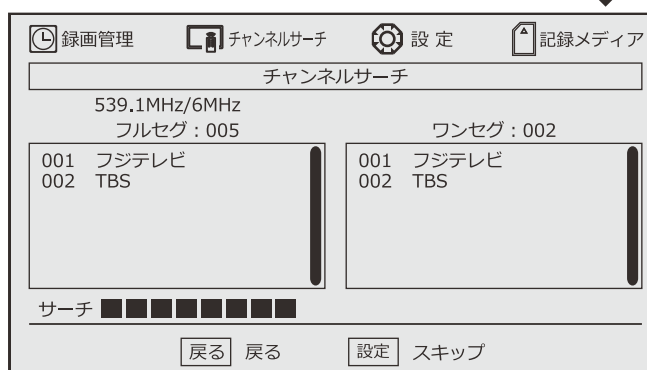 録画管理 チャンネルサーチ 設 定 記録メディア
チャンネルサーチ
539.1MHz/6MHz
フルセグ:005 ワンセグ:002
001 フジテレビ 001 フジテレビ
002 TBS 002 TBS
サーチ
戻る 戻る 設定 スキップ